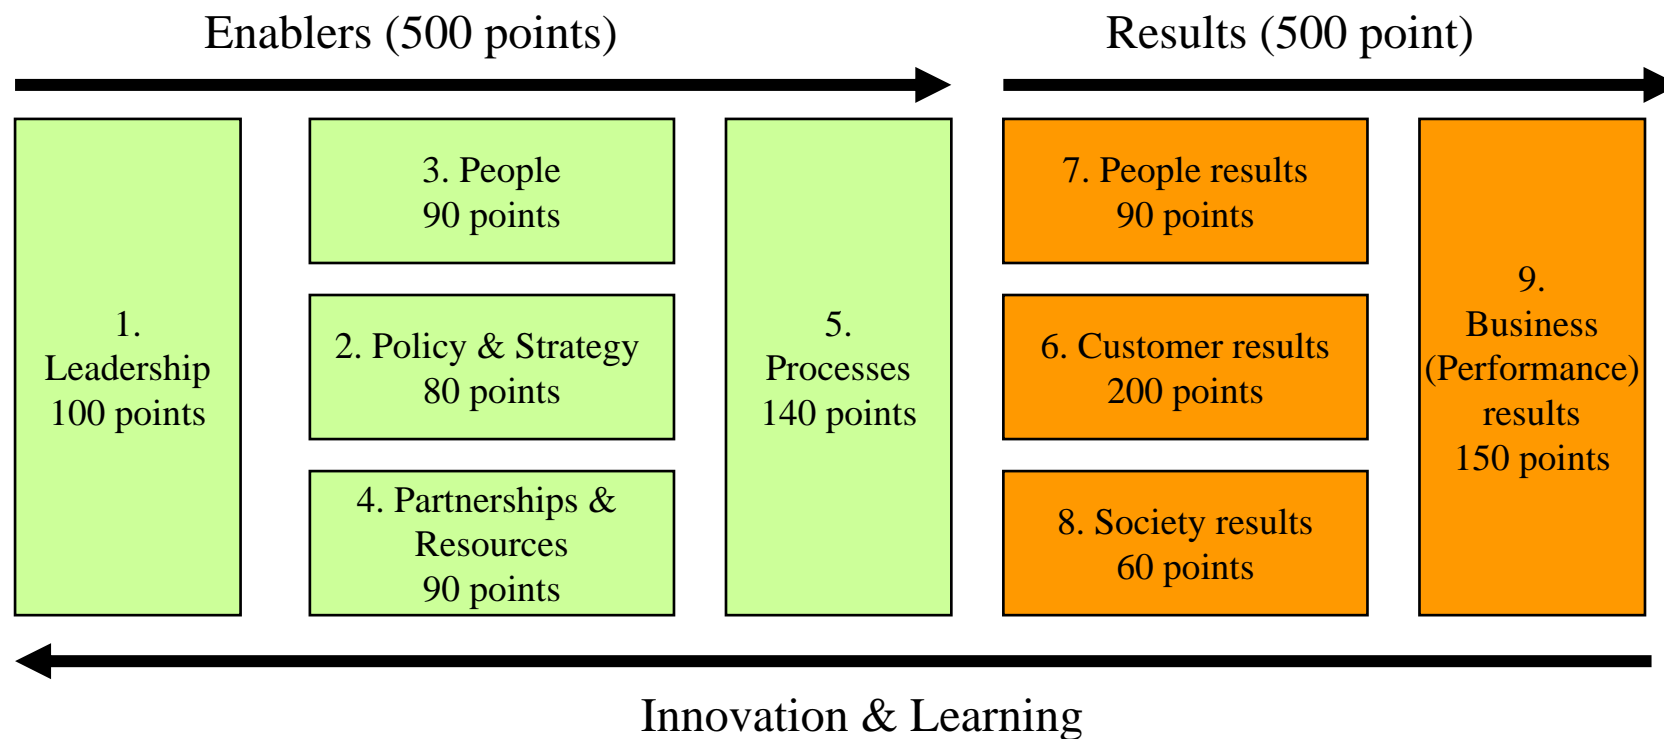 Enablers (500 points)
Results (500 point)
1.
Leadership
100 points
3. People
90 points
2. Policy & Strategy
80 points
4. Partnerships &
Resources
90 points
5.
Processes
140 points
7. People results
90 points
6. Customer results
200 points
8. Society results
60 points
9.
Business
(Performance)
results
150 points
Innovation & Learning